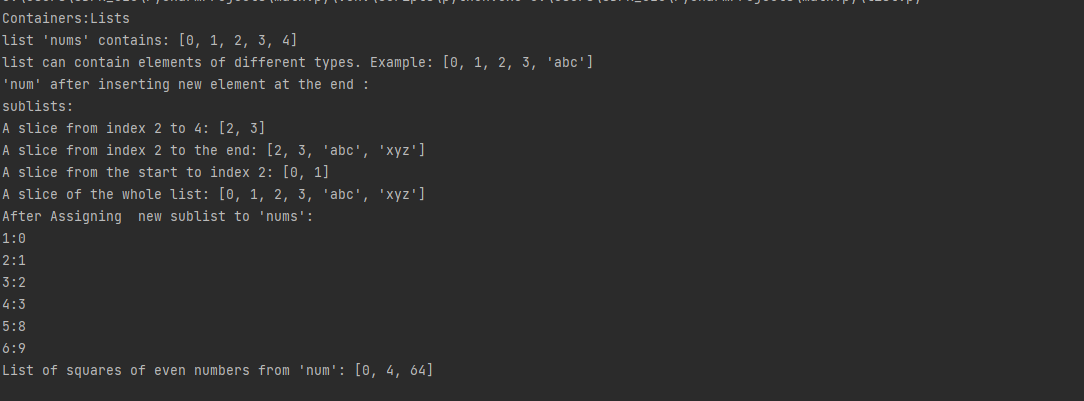 Containers:Lists
list 'nums' contains: [0, 1, 2, 3, 4]
list can contain elements of different types. Example: [0, 1, 2, 3, 'abc']
'num' after inserting new element at the end :
sublists:
A slice from index 2 to 4: [2, 3]
A slice from index 2 to the end: [2, 3, 'abc', 'xyz']
A slice from the start to index 2: [0, 1]
A slice of the whole list: [0, 1, 2, 3, 'abc', 'xyz']
After Assigning  new sublist to 'nums':
1:0
2:1
3:2
4:3
5:8
6:9
List of squares of even numbers from 'num': [0, 4, 64]